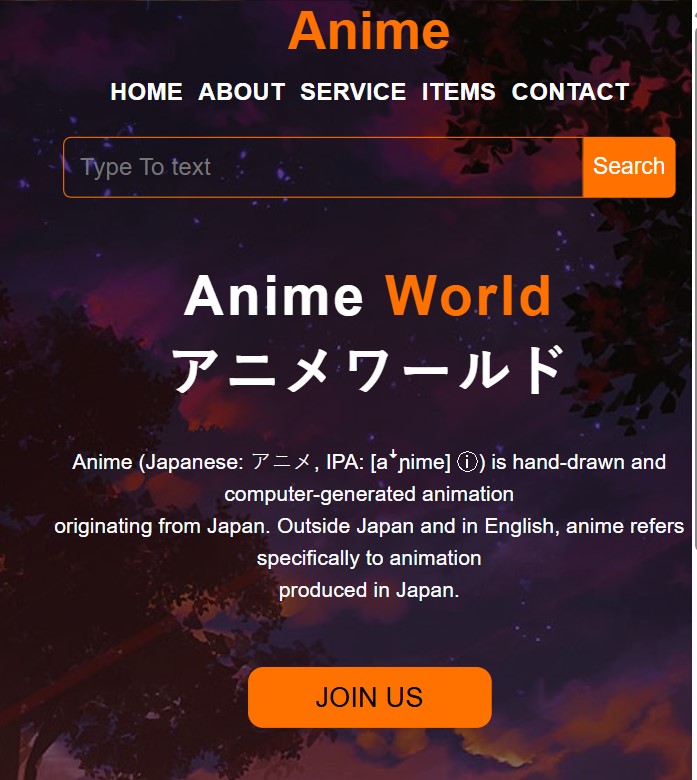 Anime
HOME ABOUT SERVICE ITEMS CONTACT
Type To text
Search
Anime World
アニメワールド
Anime (Japanese: アニメ, IPA: [aꜜɲime] ⓘ) is hand-drawn and
computer-generated animation
originating from Japan. Outside Japan and in English, anime refers
specifically to animation
produced in Japan.
JOIN US